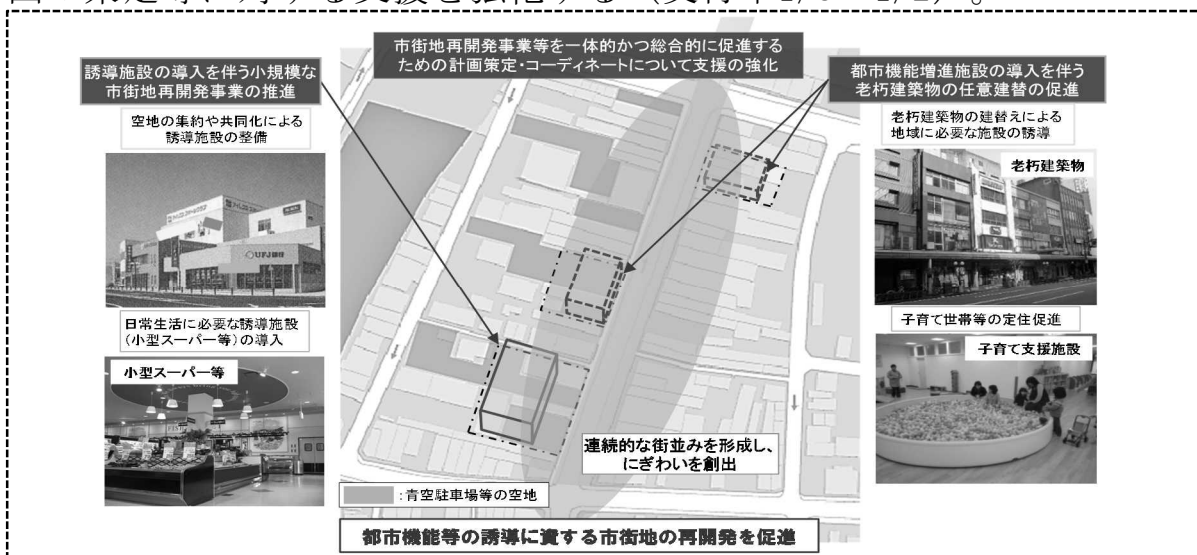 市街地再開発事業等を一体的かつ総合的に促進する
ための計画策定・コーディネートについて支援の強化
誘導施設の導入を伴う小規模な
市街地再開発事業の推進
都市機能増進施設の導入を伴う
老朽建築物の任意建替の促進
空地の集約や共同化による
誘導施設の整備
老朽建築物の建替えによる
地域に必要な施設の誘導
老朽建築物
UFJ銀行
日常生活に必要な誘導施設
(小型スーパー等)の導入
子育て世帯等の定住促進
小型スーパー等
子育て支援施設
連続的な街並みを形成し、
にぎわいを創出
:青空駐車場等の空地
都市機能等の誘導に資する市街地の再開発を促進